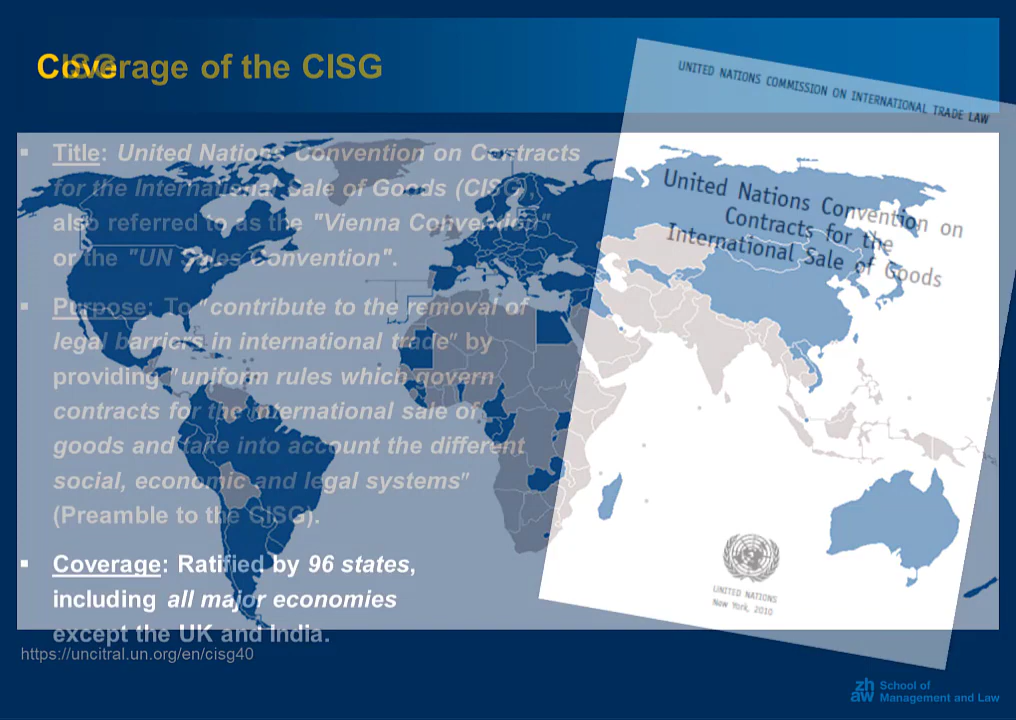 CISG
Coverage of the CISG
UNITED NATIONS COMMISSION ON INTERNATIONAL TRADE LAW
▪ Title: United Nations Convention on Contracts
for the International Sale of Goods (CISG)
also referred to as the "Vienna Convention"
or the "UN Sales Convention".
▪ Purpose: To "contribute to the removal of
legal barriers in international trade" by
providing "uniform rules which govern
contracts for the international sale of
goods and take into account the different
social, economic and legal systems"
(Preamble to the CISG).
▪ Coverage: Ratified by 96 states,
including all major economies
except the UK and India.
United Nations Convention on
Contracts for the
International Sale of Goods
UNITED NATIONS
New York, 2010
https://uncitral.un.org/en/cisg40
zh
aw
School of
Management and Law